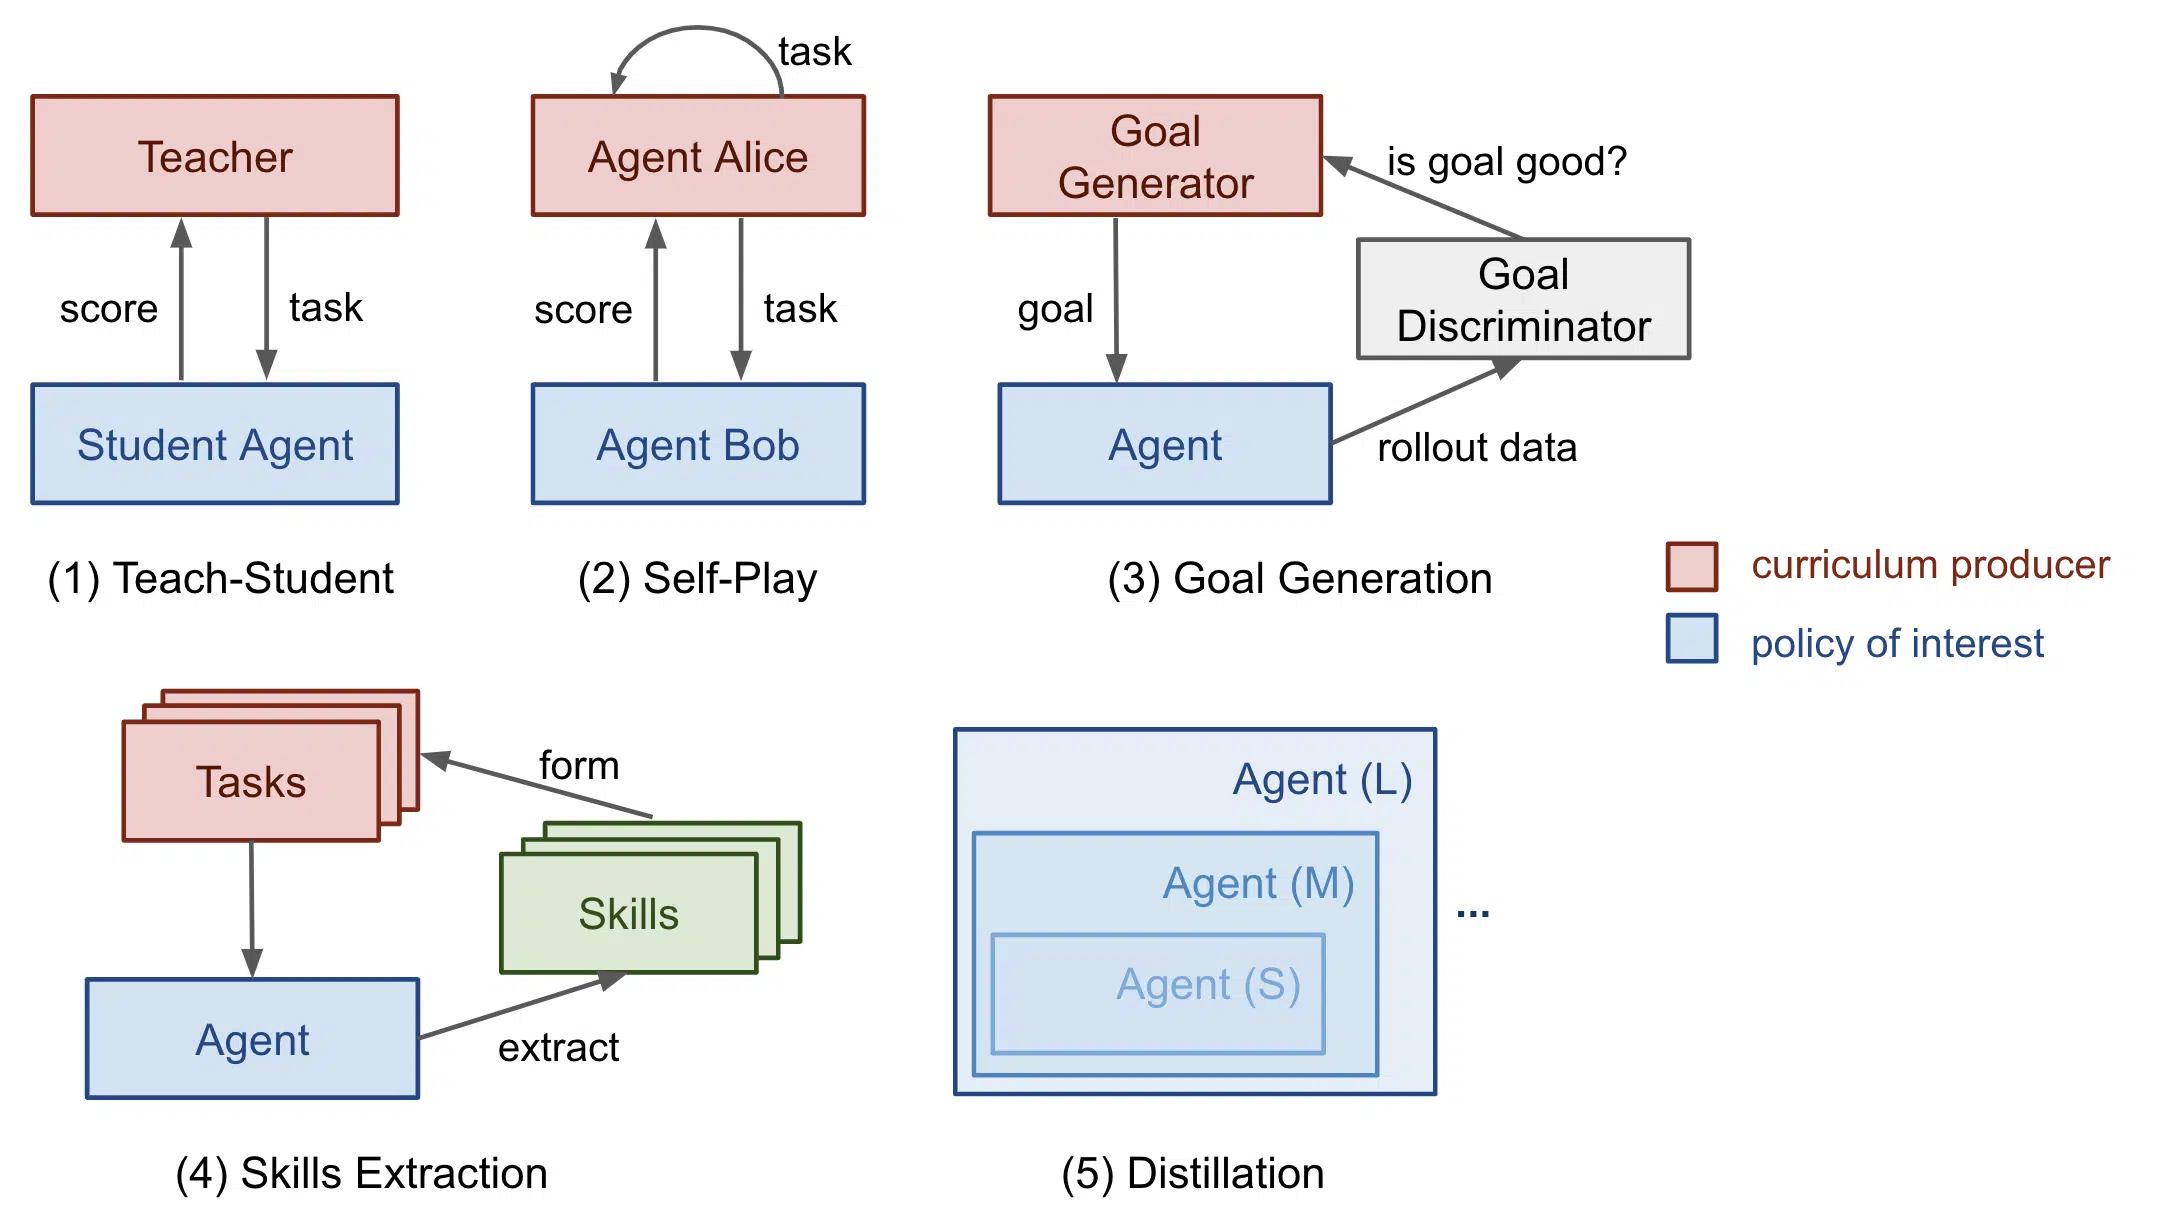 task
Teacher
Agent Alice
Goal
Generator
is goal good?
score
task
score
task
goal
Goal
Discriminator
Student Agent
Agent Bob
Agent
rollout data
(1) Teach-Student
(2) Self-Play
(3) Goal Generation
curriculum producer
policy of interest
Tasks
form
Skills
Agent
extract
(4) Skills Extraction
Agent (L)
Agent (M)
Agent (S)
...
(5) Distillation